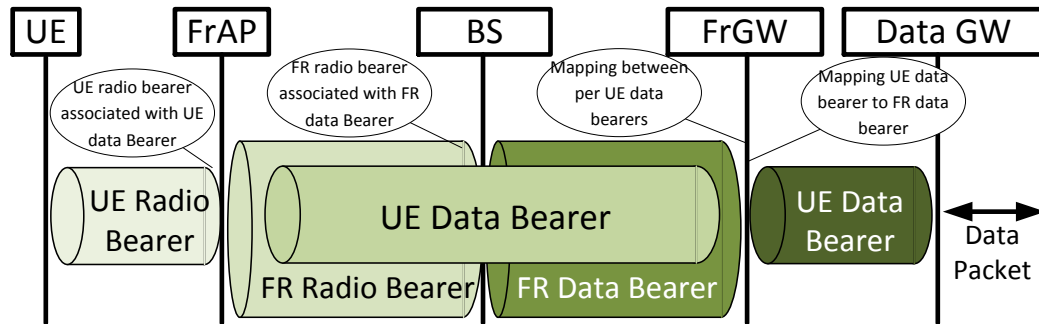 UE
FrAP
BS
FrGW
Data GW
UE radio bearer
associated with UE
data Bearer
FR radio bearer
associated with FR
data Bearer
Mapping between
per UE data
bearers
Mapping UE data
bearer to FR data
bearer
UE Radio
Bearer
UE Data Bearer
FR Radio Bearer
FR Data Bearer
UE Data
Bearer
Data
Packet